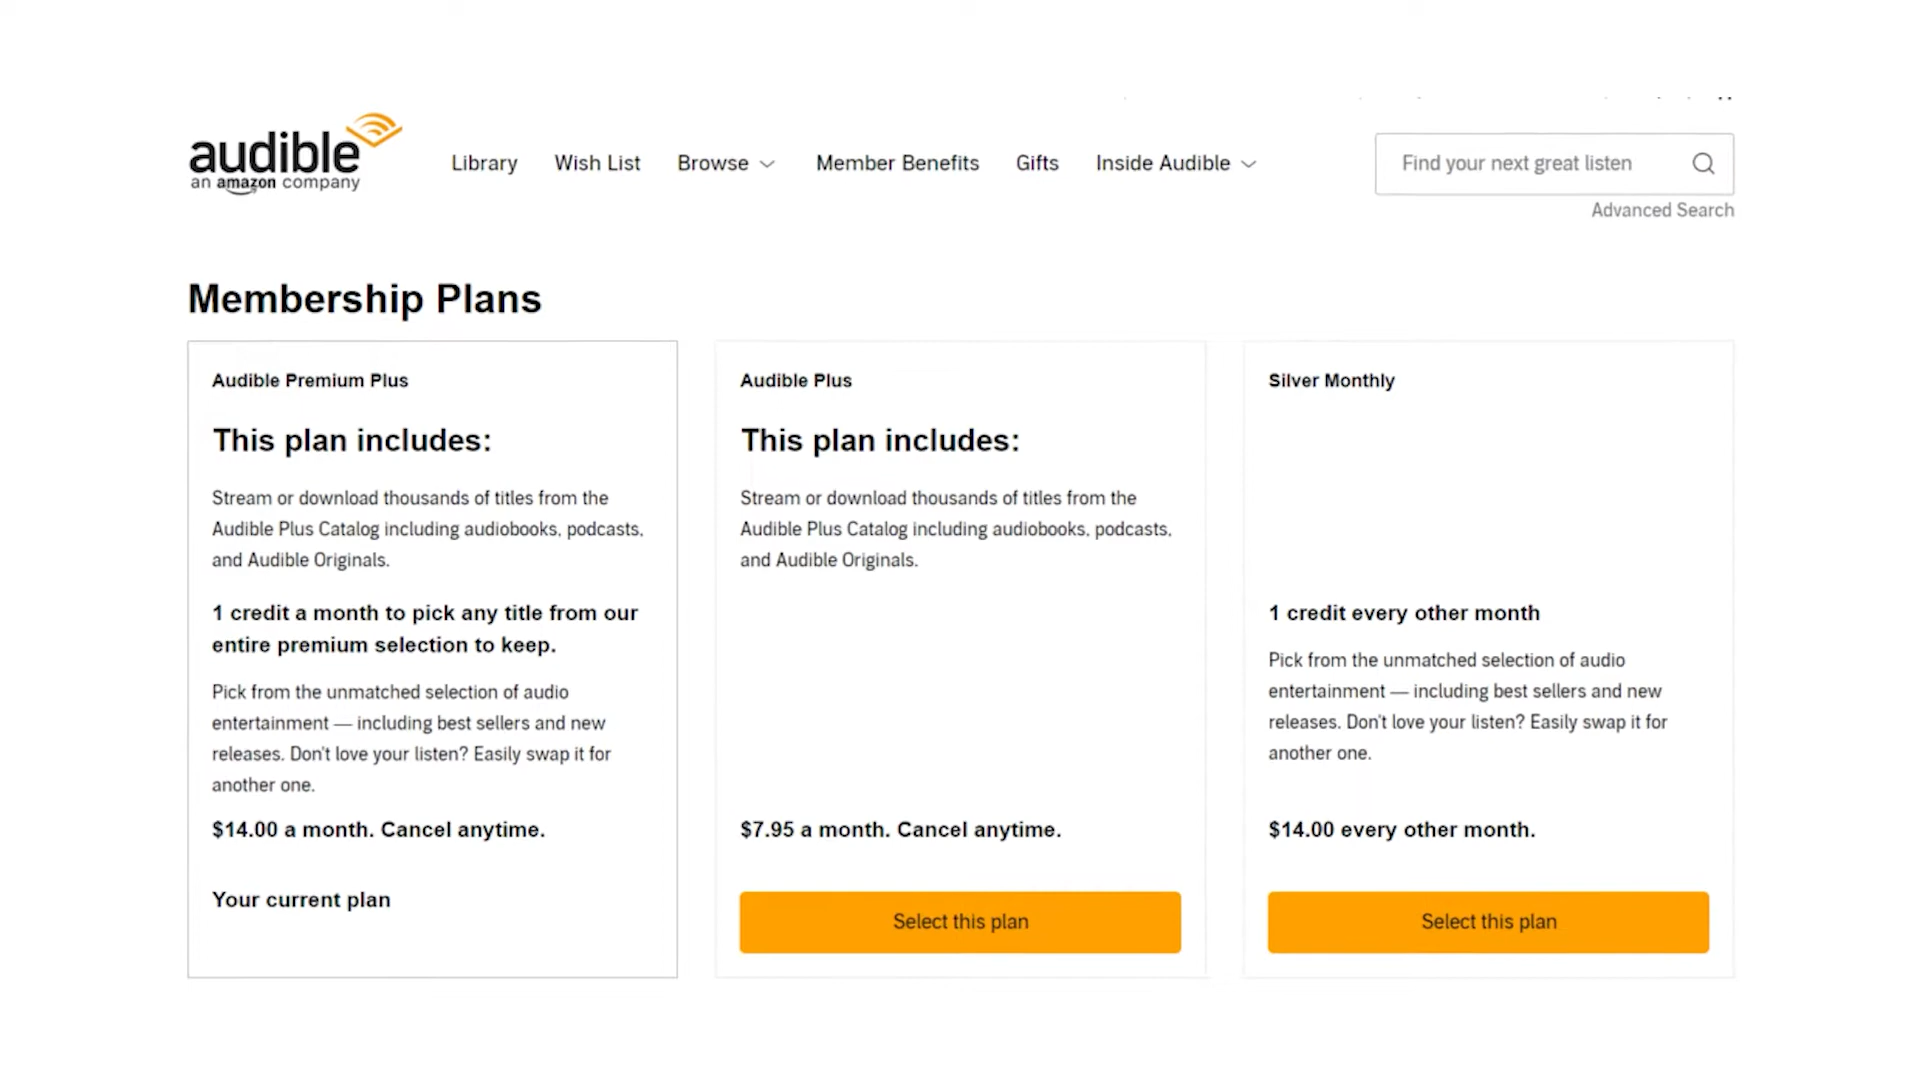 audible
an amazon company
Library Wish List Browse Member Benefits Gifts Inside Audible
Find your next great listen
Advanced Search
Membership Plans
Audible Premium Plus
This plan includes:
Stream or download thousands of titles from the
Audible Plus Catalog including audiobooks, podcasts,
and Audible Originals.
1 credit a month to pick any title from our
entire premium selection to keep.
Pick from the unmatched selection of audio
entertainment — including best sellers and new
releases. Don't love your listen? Easily swap it for
another one.
$14.00 a month. Cancel anytime.
Your current plan
Audible Plus
This plan includes:
Stream or download thousands of titles from the
Audible Plus Catalog including audiobooks, podcasts,
and Audible Originals.
$7.95 a month. Cancel anytime.
Select this plan
Silver Monthly
1 credit every other month
Pick from the unmatched selection of audio
entertainment — including best sellers and new
releases. Don't love your listen? Easily swap it for
another one.
$14.00 every other month.
Select this plan